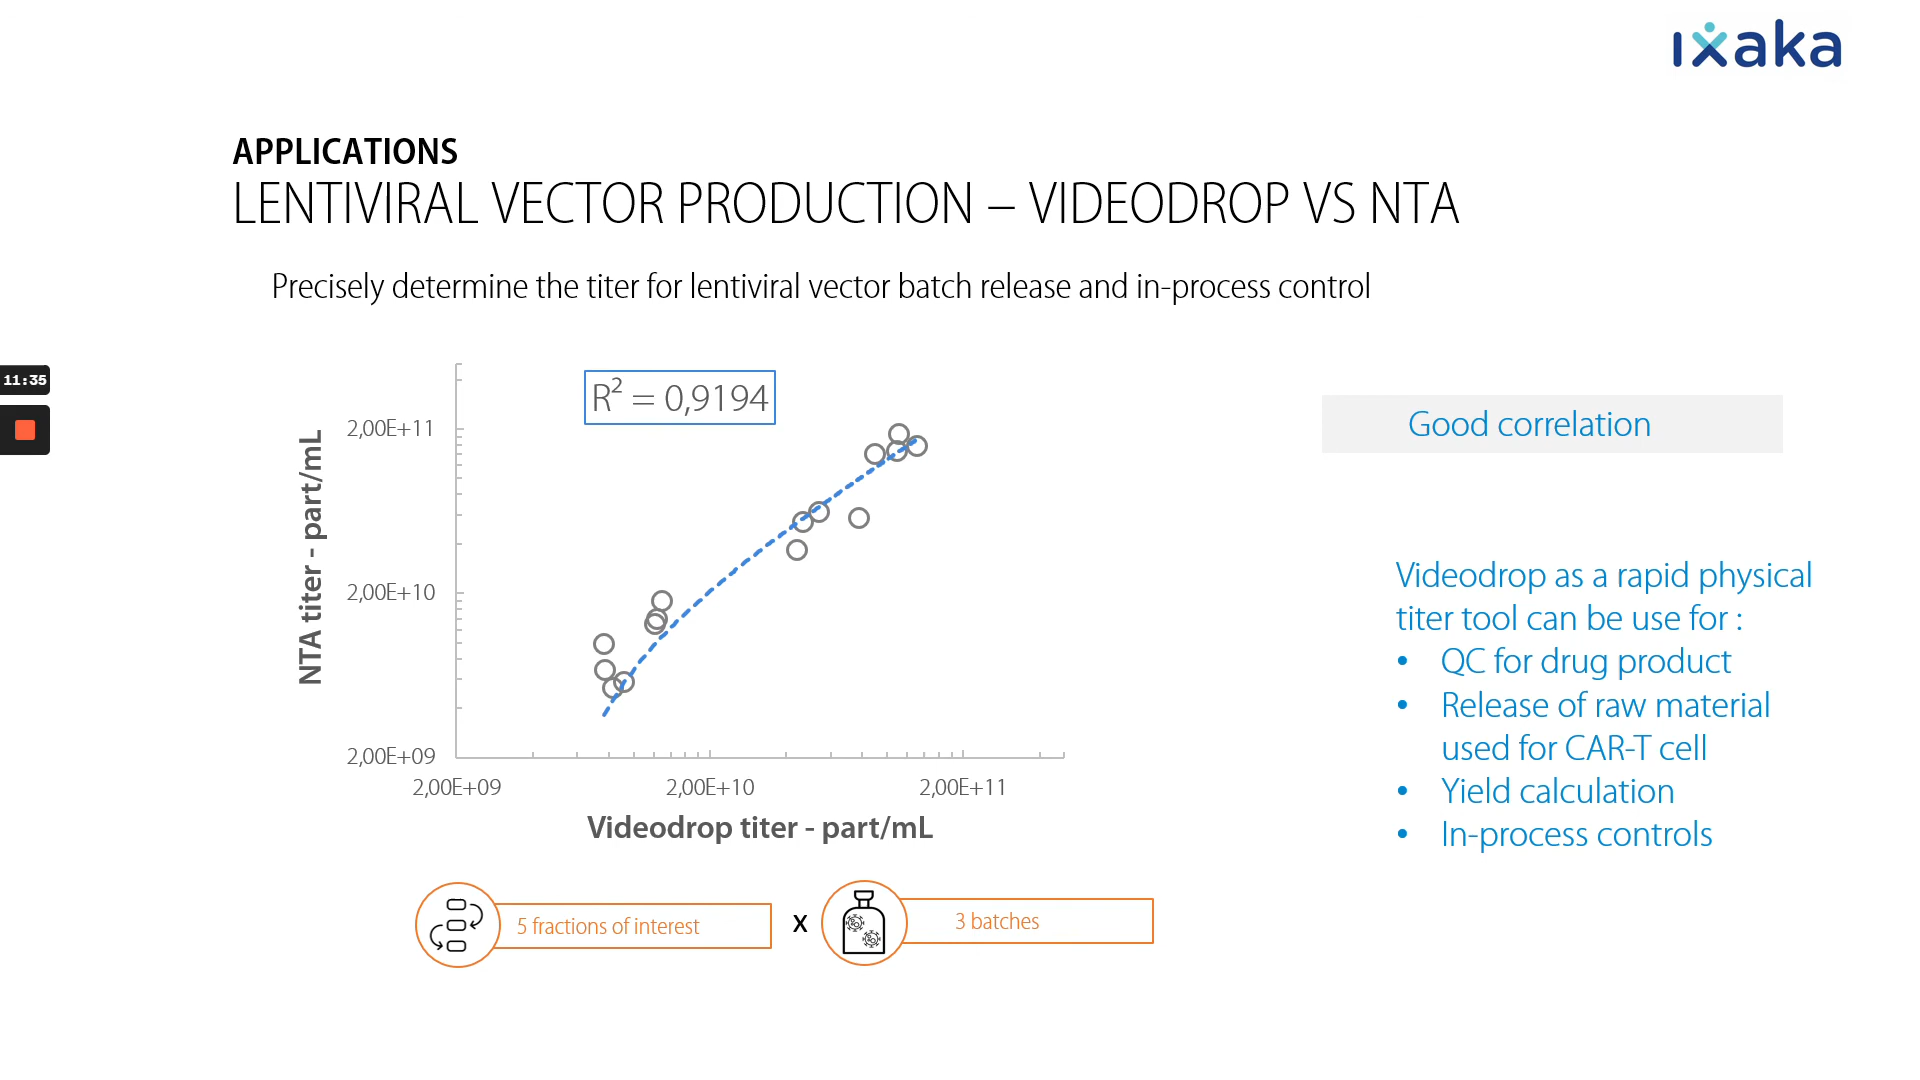 ixaka
APPLICATIONS
LENTIVIRAL VECTOR PRODUCTION – VIDEODROP VS NTA
Precisely determine the titer for lentiviral vector batch release and in-process control
11:35
R² = 0,9194
NTA titer - part/mL
2,00E+11
2,00E+10
2,00E+09
2,00E+09
2,00E+10
2,00E+11
Videodrop titer - part/mL
5 fractions of interest
X
3 batches
Good correlation
Videodrop as a rapid physical
titer tool can be use for :
• QC for drug product
• Release of raw material
used for CAR-T cell
• Yield calculation
• In-process controls